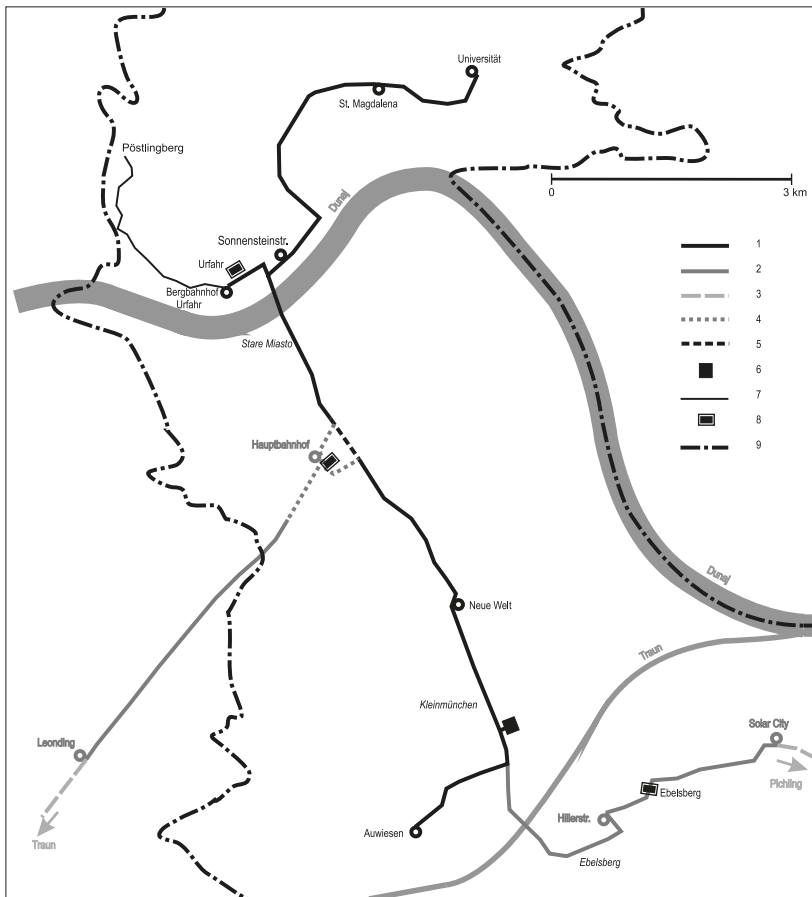 Universität
St. Magdalena
Pöstlingberg
Dunaj
0
3 km
Sonnensteinstr.
Urfahr
Bergbahnhof
Urfahr
Stare Miasto
1
2
3
4
5
6
7
8
9
Hauptbahnhof
Neue Welt
Dunaj
Traun
Kleinmünchen
Leonding
Solar City
Pichling
Ebelsberg
Hillerstr.
Auwiesen
Traun
Ebelsberg